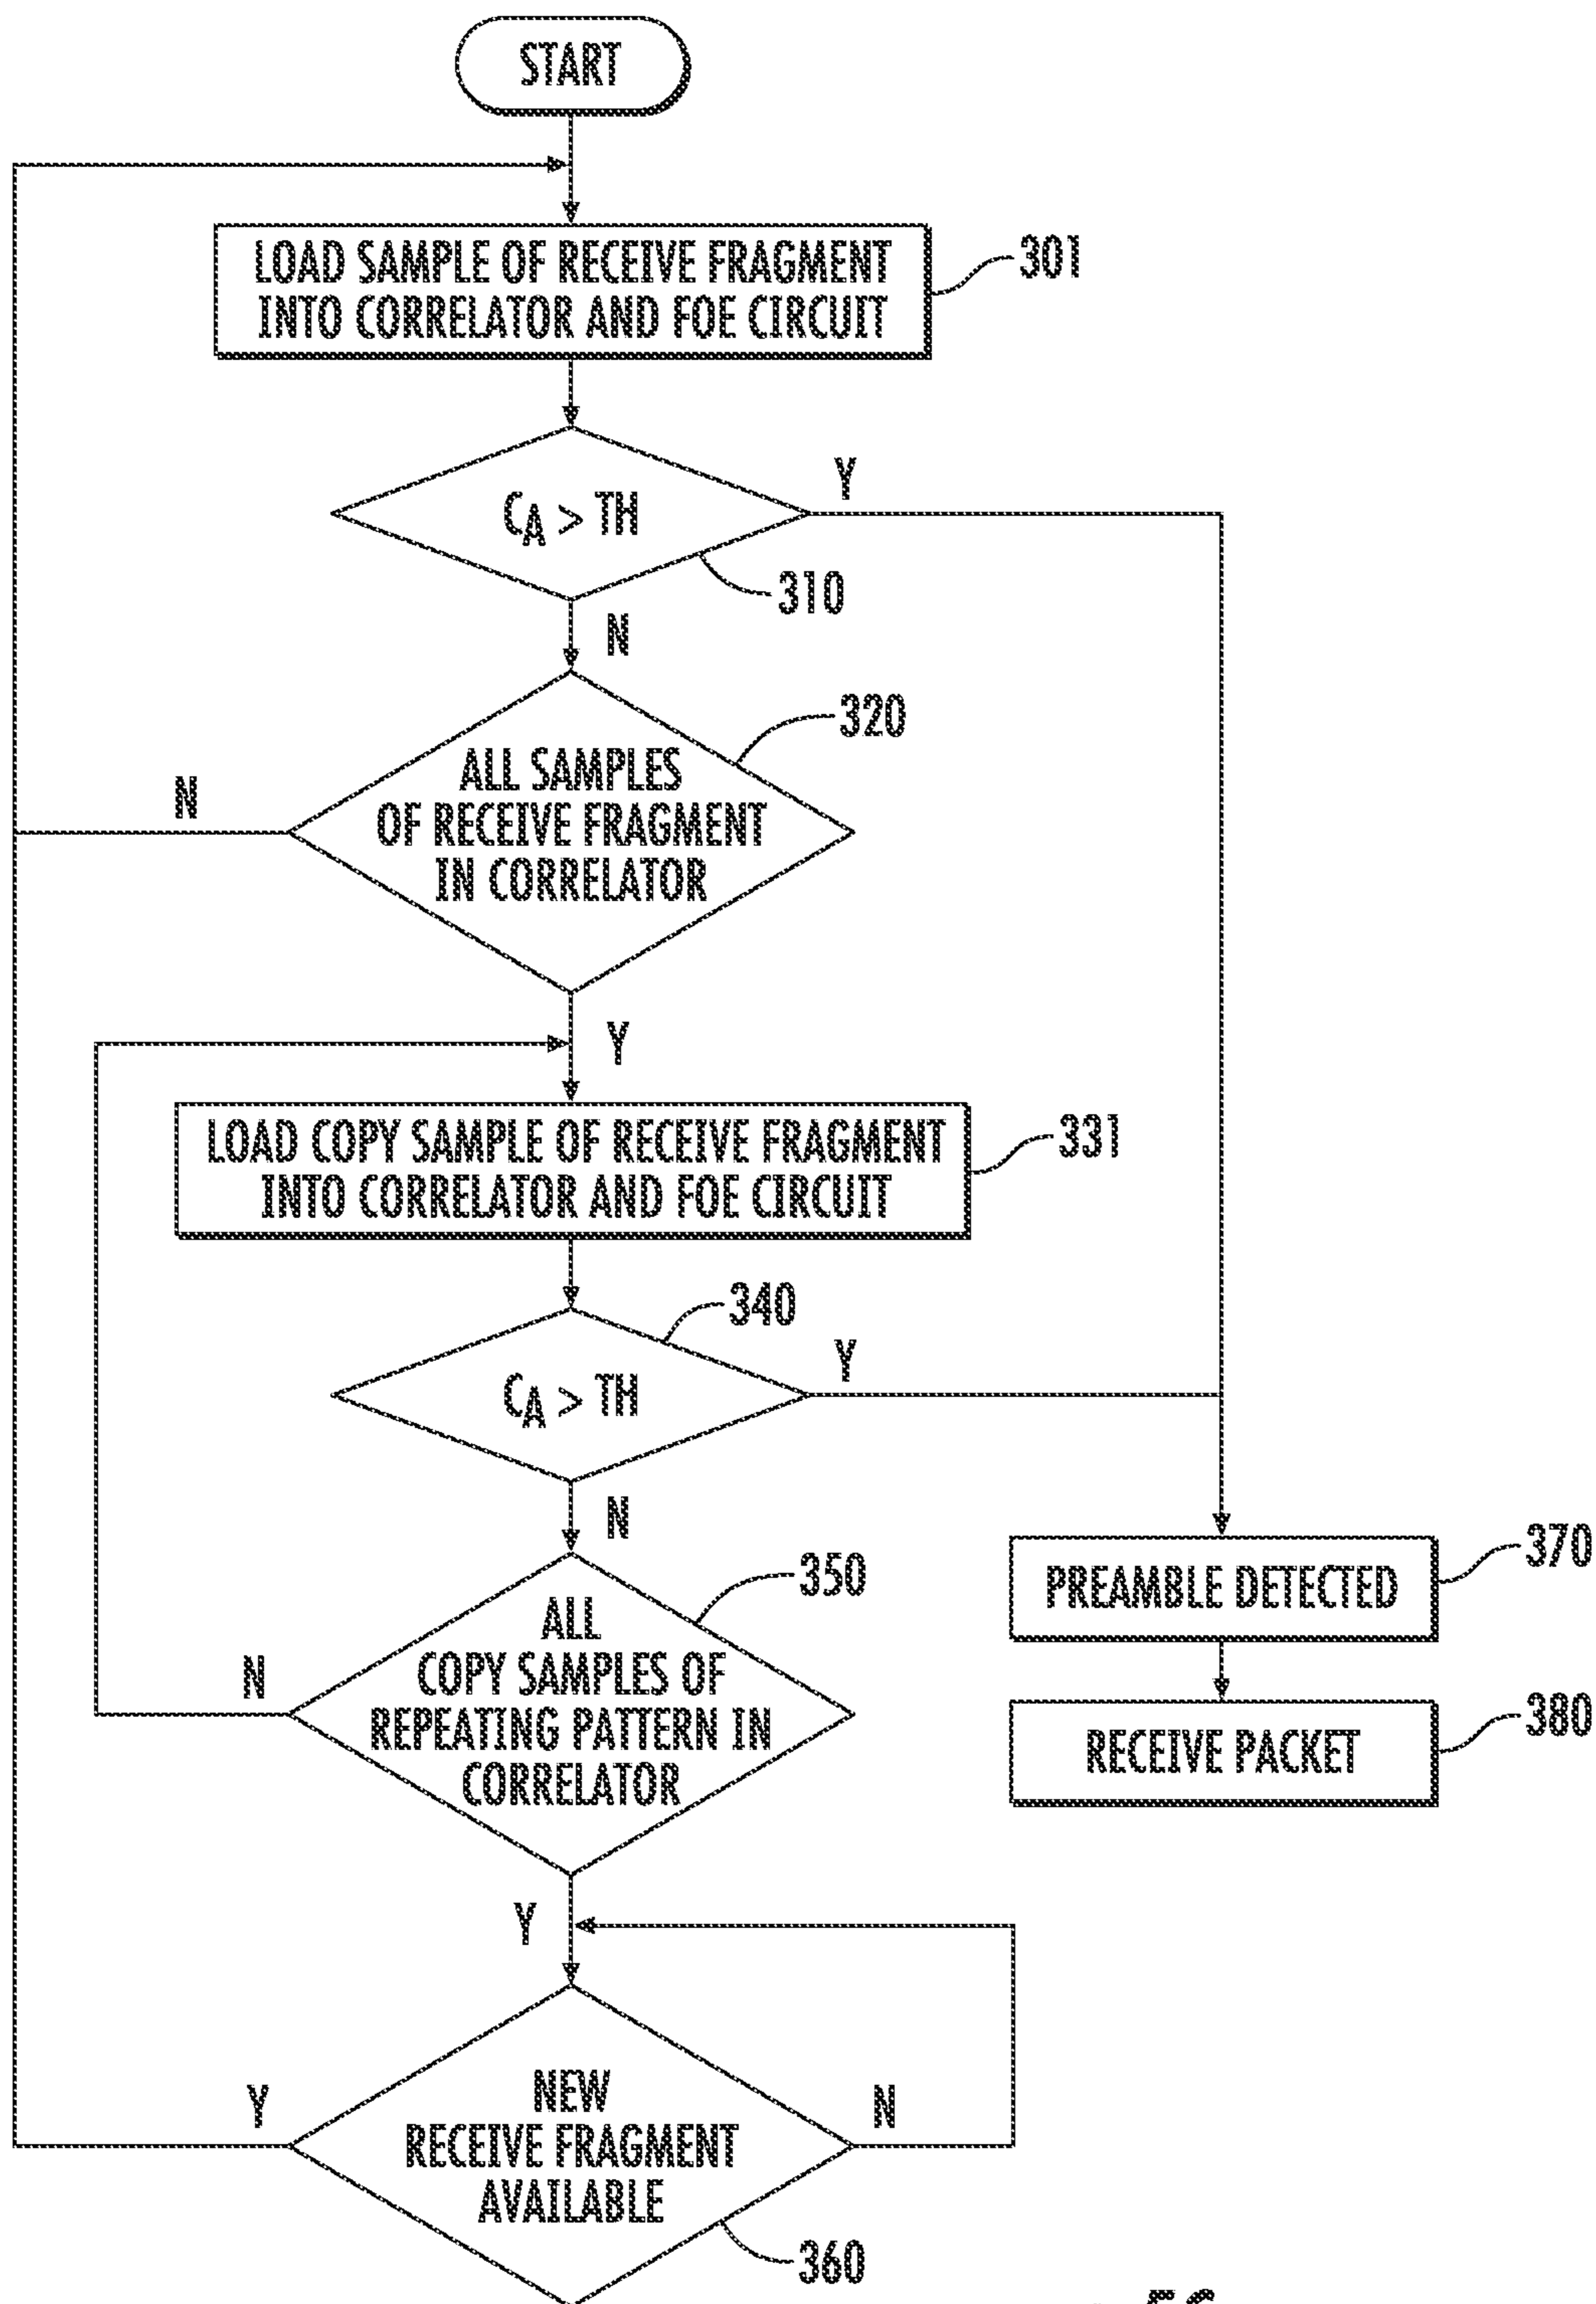 START
LOAD SAMPLE OF RECEIVE FRAGMENT
INTO CORRELATOR AND FOE CIRCUIT
301
CA > TH
Y
310
N
320
ALL SAMPLES
OF RECEIVE FRAGMENT
IN CORRELATOR
N
Y
LOAD COPY SAMPLE OF RECEIVE FRAGMENT
INTO CORRELATOR AND FOE CIRCUIT
331
340
CA > TH
Y
N
350
ALL
COPY SAMPLES OF
REPEATING PATTERN IN
CORRELATOR
N
370
PREAMBLE DETECTED
380
RECEIVE PACKET
Y
NEW
RECEIVE FRAGMENT
AVAILABLE
Y
N
360